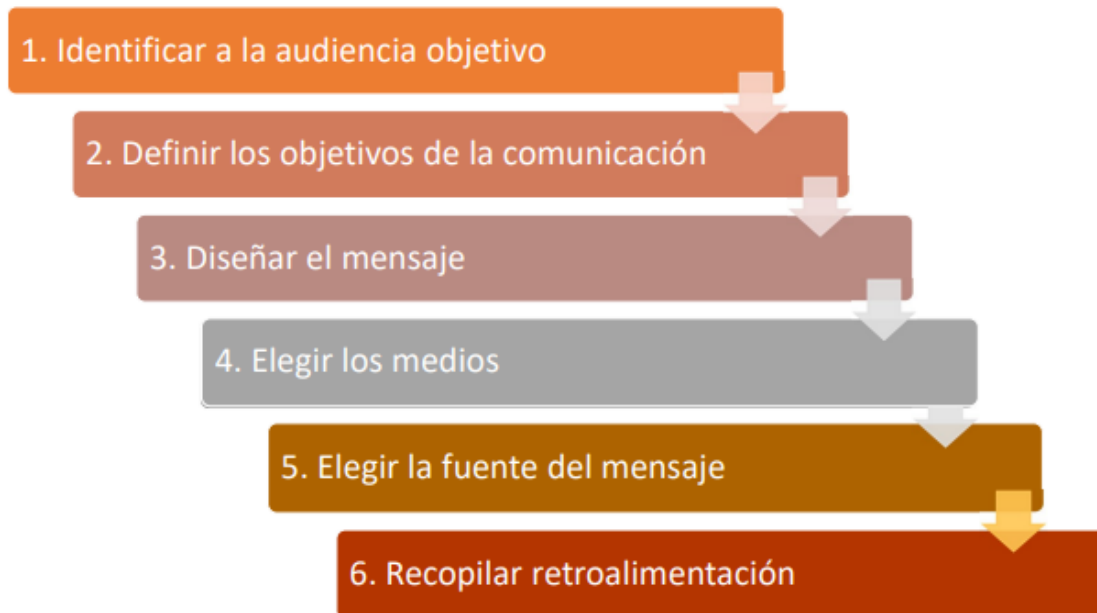 1. Identificar a la audiencia objetivo
2. Definir los objetivos de la comunicación
3. Diseñar el mensaje
4. Elegir los medios
5. Elegir la fuente del mensaje
6. Recopilar retroalimentación